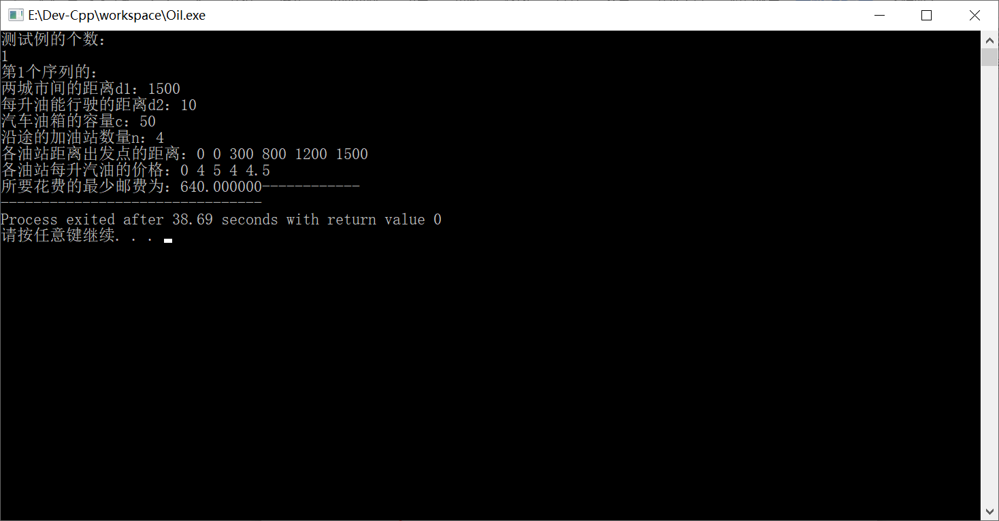 E:\Dev-Cpp\workspace\Oil.exe
测试例的个数：
1
第1个序列的：
两城市间的距离d1：1500
每升油能行驶的距离d2：10
汽车油箱的容量c：50
沿途的加油站数量n：4
各油站距离出发点的距离：0 0 300 800 1200 1500
各油站每升汽油的价格：0 4 5 4 4.5
所要花费的最少邮费为：640.000000------------
--------------------------------
Process exited after 38.69 seconds with return value 0
请按任意键继续. . .